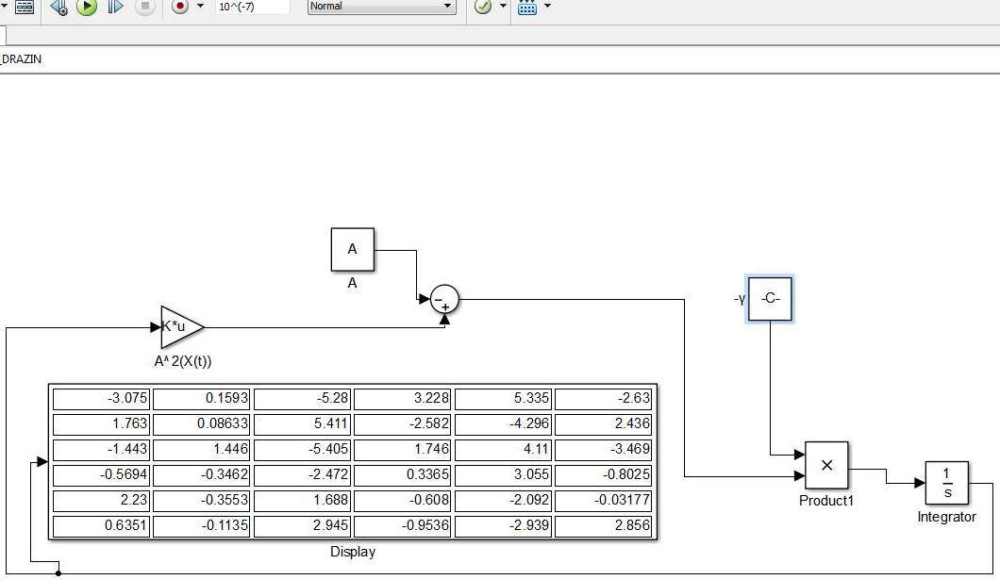 10^(-7) Normal
_DRAZIN
A
A
-
+
-γ
-C-
K*u
A^2(X(t))
-3.075 0.1593 -5.28 3.228 5.335 -2.63
1.763 0.08633 5.411 -2.582 -4.296 2.436
-1.443 1.446 -5.405 1.746 4.11 -3.469
-0.5694 -0.3462 -2.472 0.3365 3.055 -0.8025
2.23 -0.3553 1.688 -0.608 -2.092 -0.03177
0.6351 -0.1135 2.945 -0.9536 -2.939 2.856
Display
×
Product1
1
s
Integrator